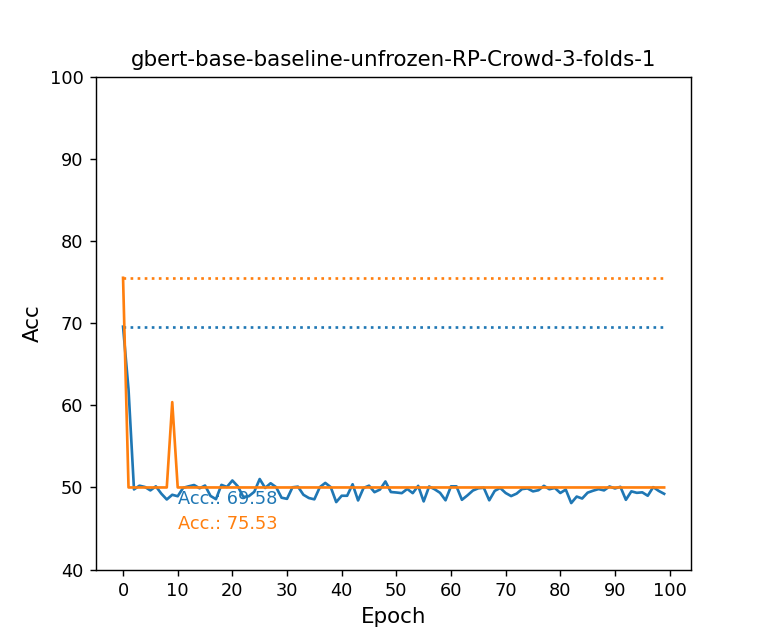 gbert-base-baseline-unfrozen-RP-Crowd-3-folds-1
100
90
80
70
60
50
40
Acc
Acc.: 69.58
Acc.: 75.53
0 10 20 30 40 50 60 70 80 90 100
Epoch